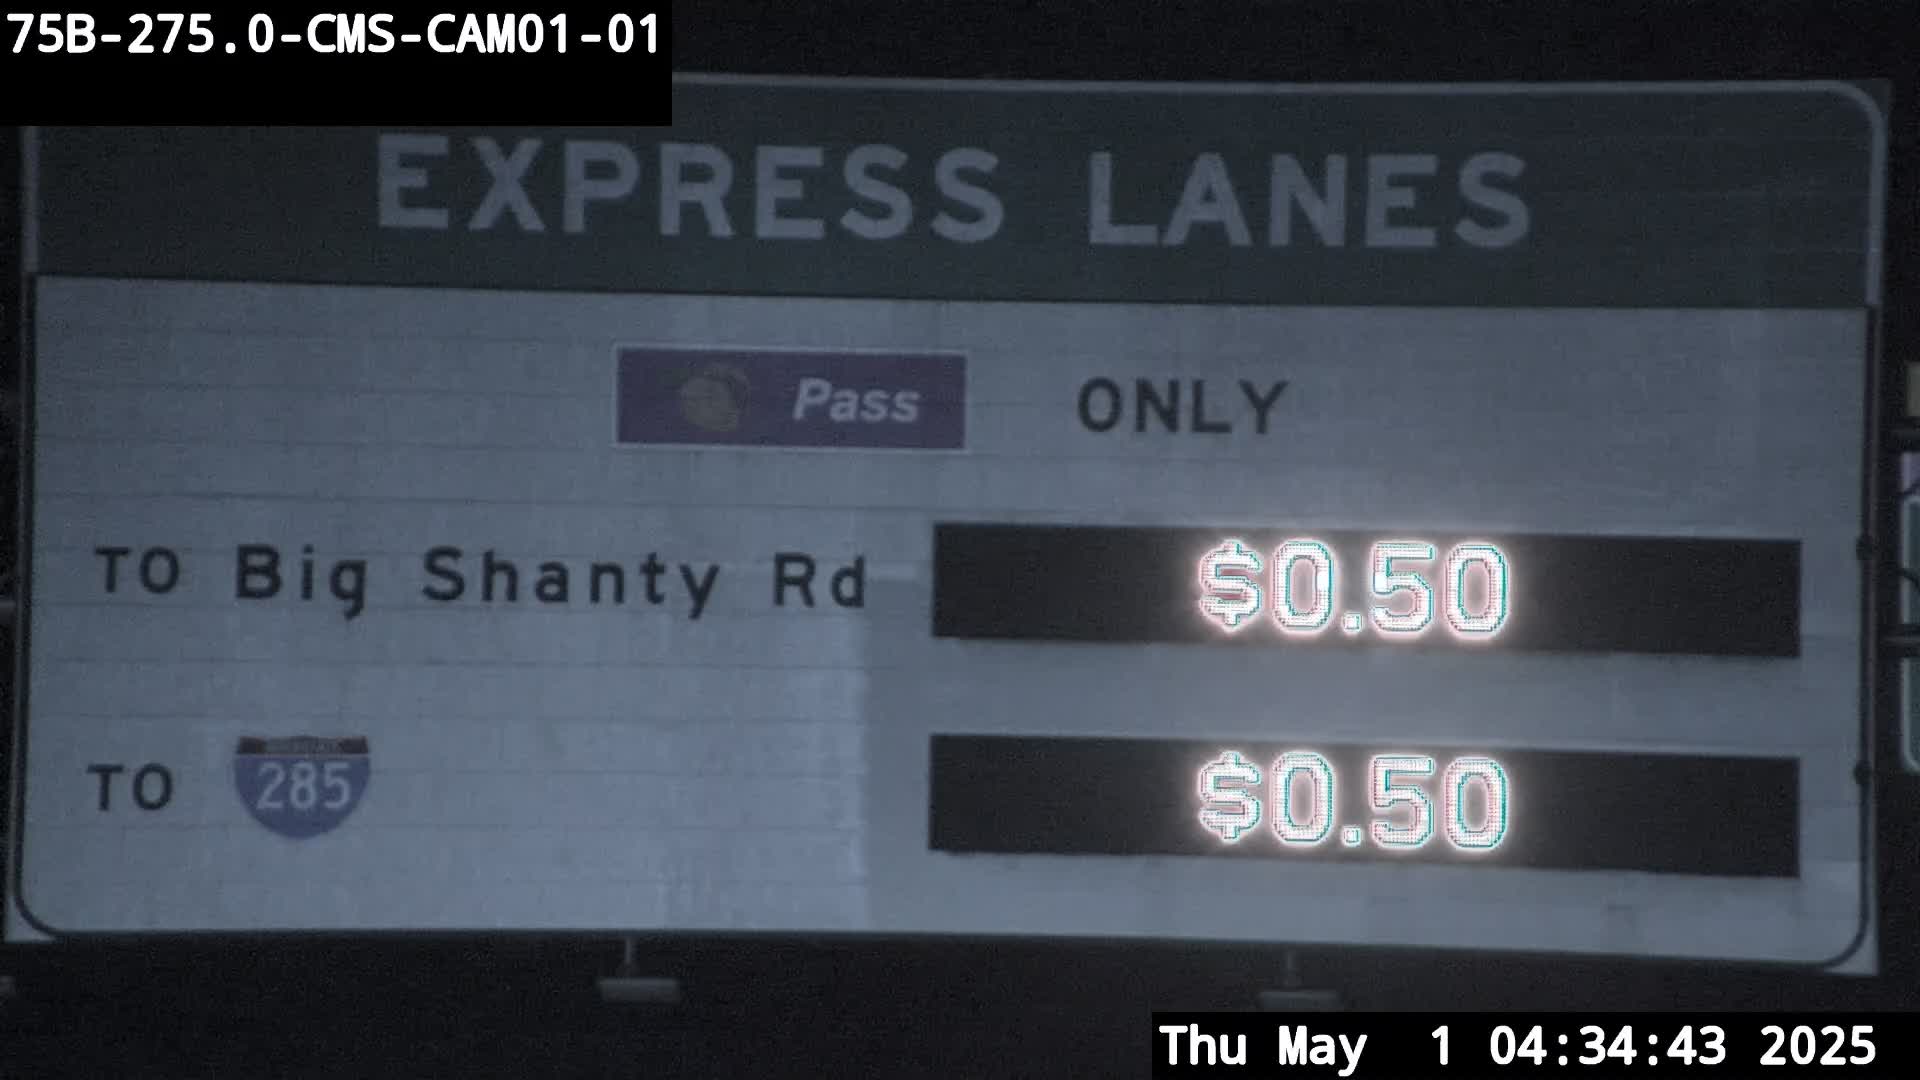 75B-275.0-CMS-CAM01-01
EXPRESS LANES
Pass ONLY
TO Big Shanty Rd $0.50
TO 285 $0.50
Thu May 1 04:34:43 2025